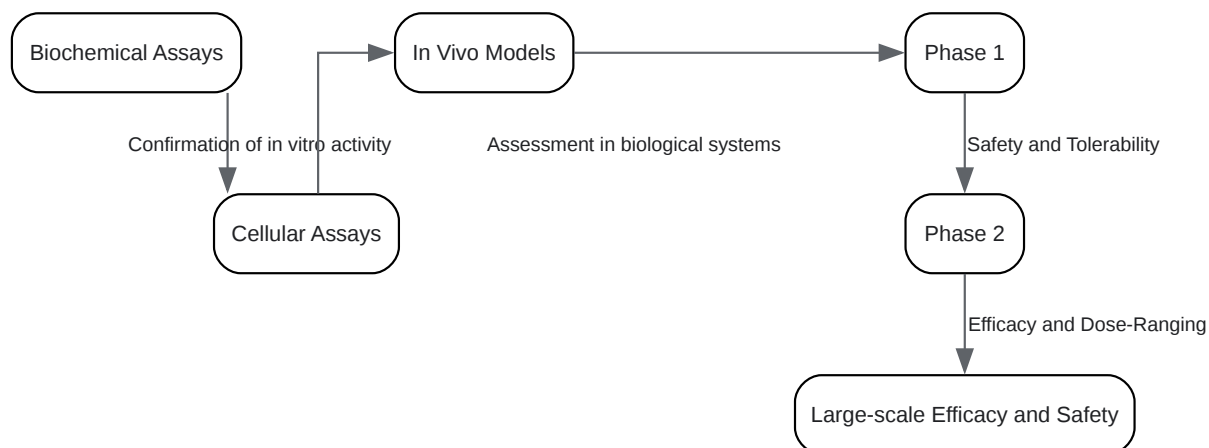 Biochemical Assays
In Vivo Models
Phase 1
Confirmation of in vitro activity
Assessment in biological systems
Safety and Tolerability
Cellular Assays
Phase 2
Efficacy and Dose-Ranging
Large-scale Efficacy and Safety